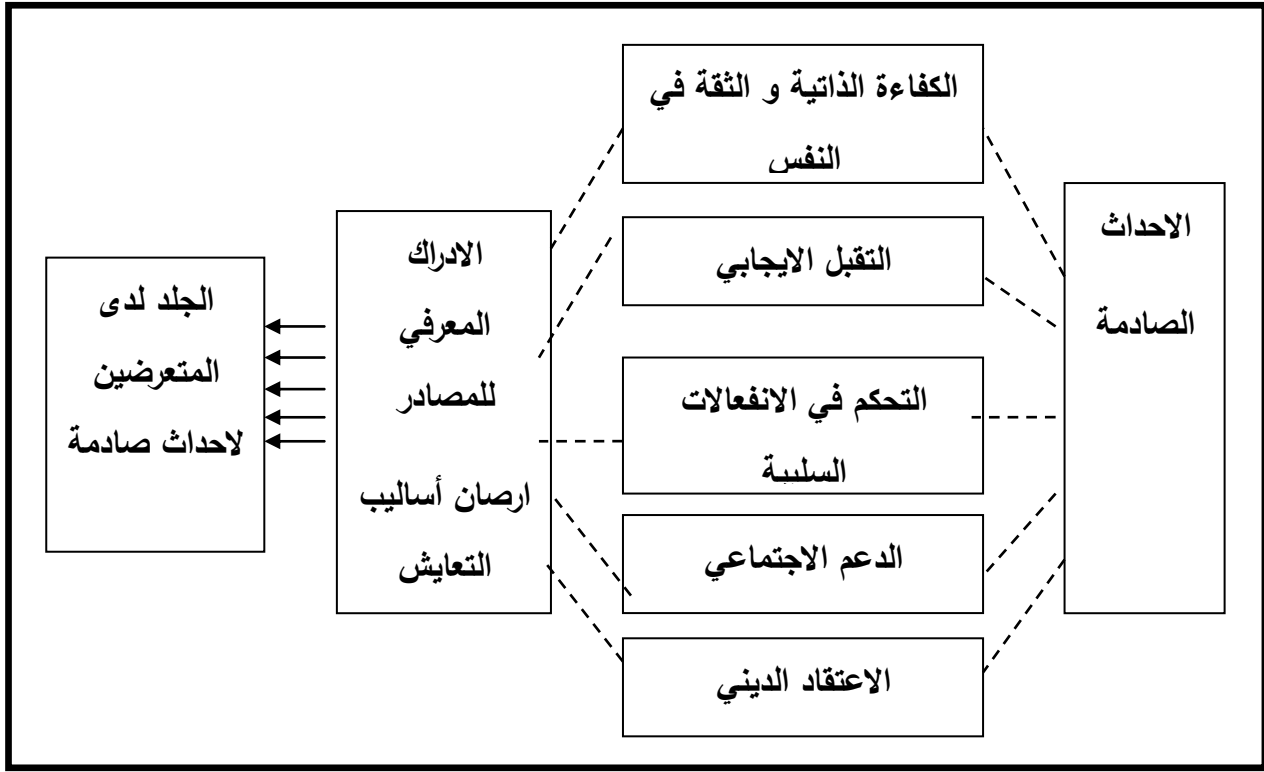 الاحداث
الصادمة
الكفاءة الذاتية و الثقة في
النفس
التقبل الايجابي
التحكم في الانفعالات
السلبية
الدعم الاجتماعي
الاعتقاد الديني
الادراك
المعرفي
للمصادر
ارصان أساليب
التعايش
الجلد لدى
المتعرضين
لاحداث صادمة